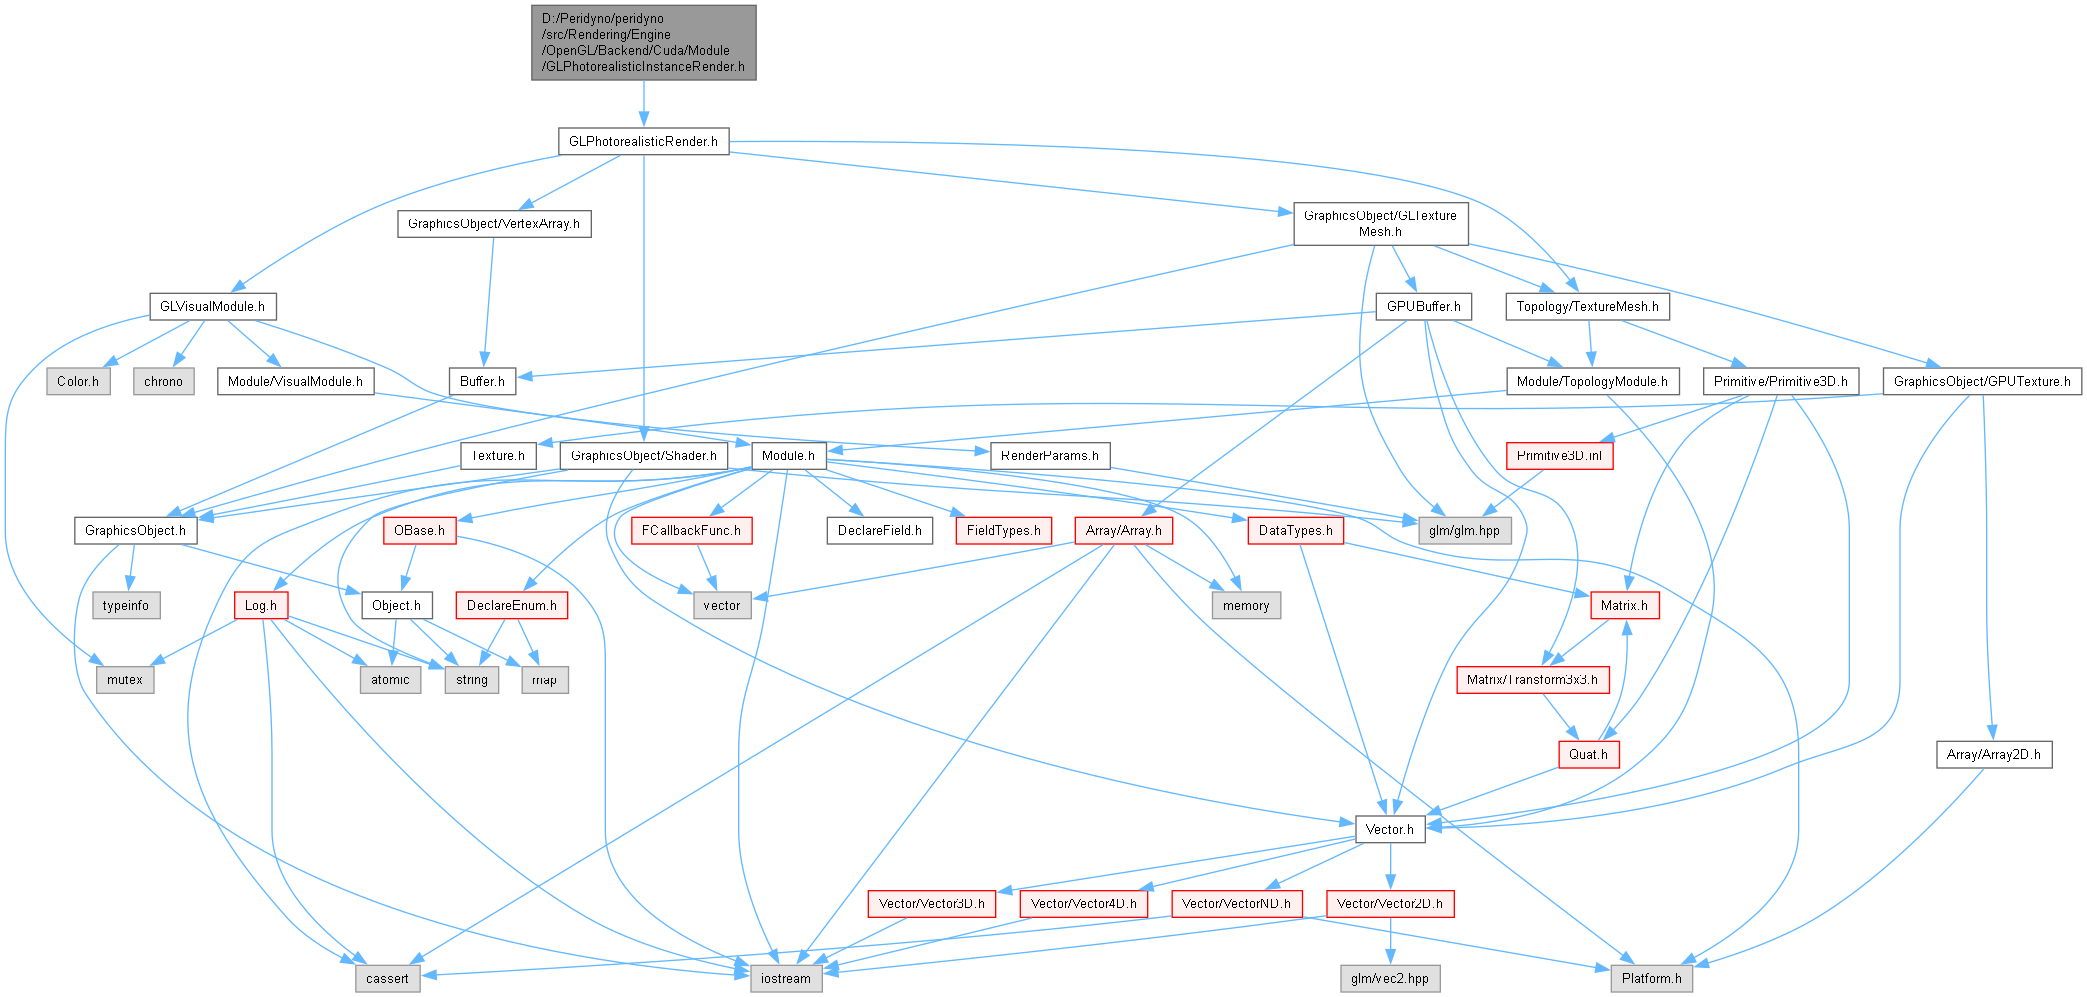 D:/Peridyno/peridyno
/src/Rendering/Engine
/OpenGL/Backend/Cuda/Module
/GLPhotorealisticInstanceRender.h
GLPhotorealisticRender.h
GraphicsObject/VertexArray.h
GraphicsObject/GLTexture
Mesh.h
GLVisualModule.h
GPUBuffer.h
Topology/TextureMesh.h
Color.h
chrono
Module/VisualModule.h
Buffer.h
Module/TopologyModule.h
Primitive/Primitive3D.h
GraphicsObject/GPUTexture.h
Texture.h
GraphicsObject/Shader.h
Module.h
RenderParams.h
Primitive3D.inl
GraphicsObject.h
OBase.h
FCallbackFunc.h
DeclareField.h
FieldTypes.h
Array/Array.h
DataTypes.h
glm/glm.hpp
typeinfo
Log.h
Object.h
DeclareEnum.h
vector
memory
Matrix.h
mutex
atomic
string
map
Matrix/Transform3x3.h
Quat.h
Array/Array2D.h
Vector.h
Vector/Vector3D.h
Vector/Vector4D.h
Vector/VectorND.h
Vector/Vector2D.h
cassert
iostream
glm/vec2.hpp
Platform.h